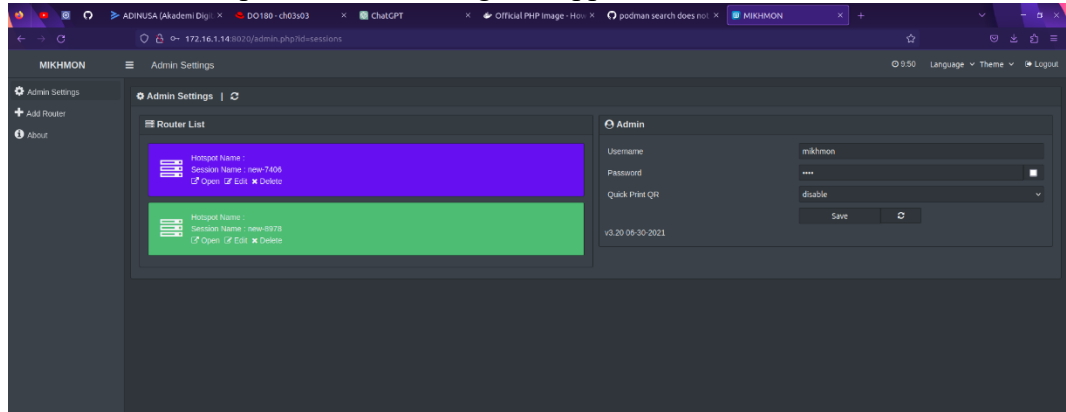 ADINUSA (Akademi Digit
DO180 - ch03s03
ChatGPT
Official PHP Image - How
podman search does not
MIKHMON
172.16.1.14:8020/admin.php?id=sessions
MIKHMON
Admin Settings
9:50
Language
Theme
Logout
Admin Settings
Add Router
About
Admin Settings |
Router List
Hotspot Name :
Session Name : new-7406
Open Edit Delete
Hotspot Name :
Session Name : new-8978
Open Edit Delete
Admin
Username
mikhmon
Password
••••
Quick Print QR
disable
Save
v3.20 06-30-2021